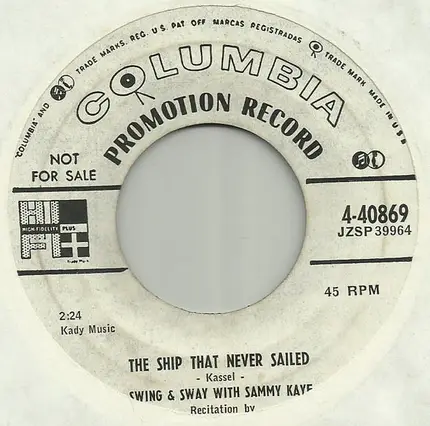 "COLUMBIA" AND TRADE MARKS. REG. U.S. PAT. OFF. MARCAS REGISTRADAS TRADE MARK MADE IN U S A
COLUMBIA
PROMOTION RECORD
NOT
FOR SALE
HI
HIGH FIDELITY PLUS
FI +
Trade Mark
4-40869
JZSP 39964
45 RPM
2:24
Kady Music
THE SHIP THAT NEVER SAILED
- Kassel -
SWING & SWAY WITH SAMMY KAYE
Recitation by